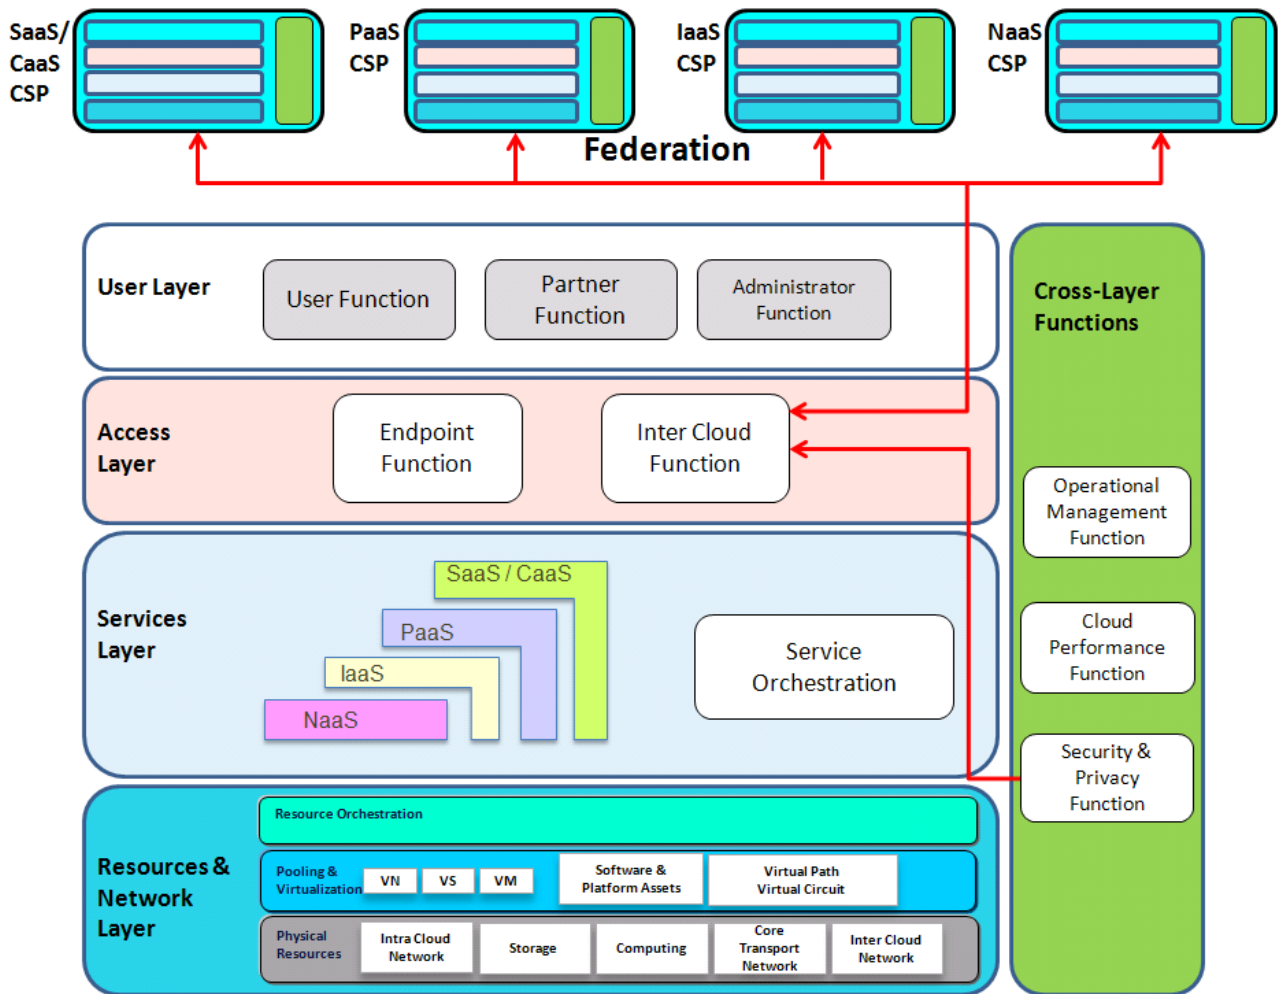 SaaS/
CaaS
CSP
PaaS
CSP
IaaS
CSP
NaaS
CSP
Federation
User Layer
User Function
Partner
Function
Administrator
Function
Cross-Layer
Functions
Access
Layer
Endpoint
Function
Inter Cloud
Function
Operational
Management
Function
Services
Layer
SaaS / CaaS
PaaS
IaaS
NaaS
Service
Orchestration
Cloud
Performance
Function
Security &
Privacy
Function
Resources &
Network
Layer
Resource Orchestration
Pooling &
Virtualization
VN
VS
VM
Software &
Platform Assets
Virtual Path
Virtual Circuit
Physical
Resources
Intra Cloud
Network
Storage
Computing
Core
Transport
Network
Inter Cloud
Network